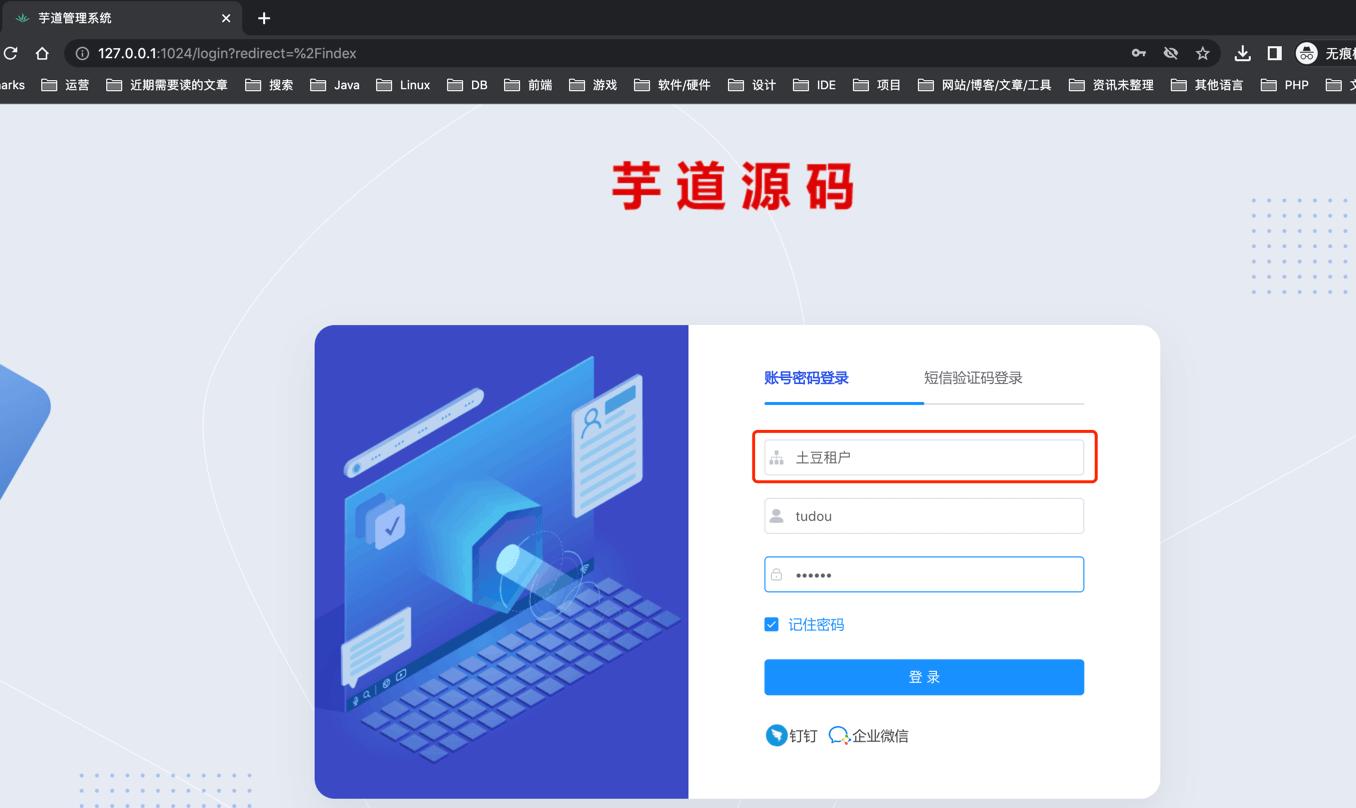 芋道管理系统
127.0.0.1:1024/login?redirect=%2Findex
无痕
arks 运营 近期需要读的文章 搜索 Java Linux DB 前端 游戏 软件/硬件 设计 IDE 项目 网站/博客/文章/工具 资讯未整理 其他语言 PHP
芋道源码
账号密码登录 短信验证码登录
土豆租户
tudou
••••••
记住密码
登 录
钉钉 企业微信